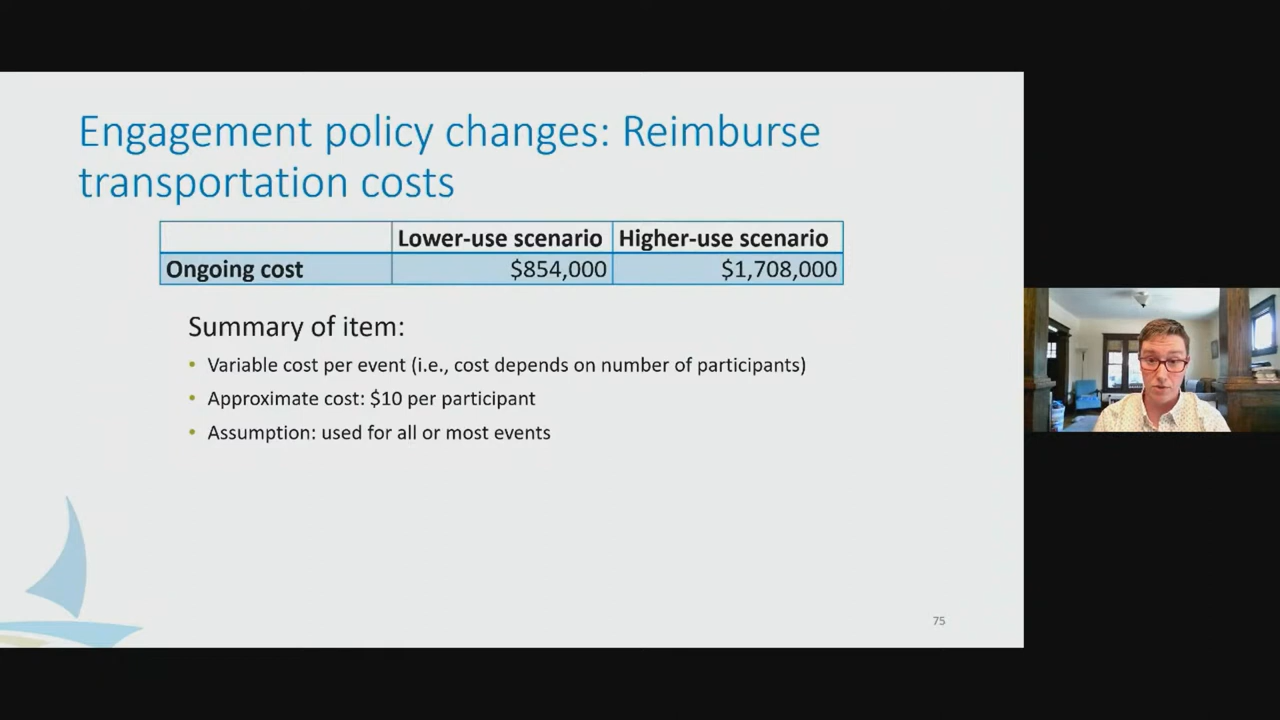 Engagement policy changes: Reimburse
transportation costs
Lower-use scenario Higher-use scenario
Ongoing cost $854,000 $1,708,000
Summary of item:
• Variable cost per event (i.e., cost depends on number of participants)
• Approximate cost: $10 per participant
• Assumption: used for all or most events
75